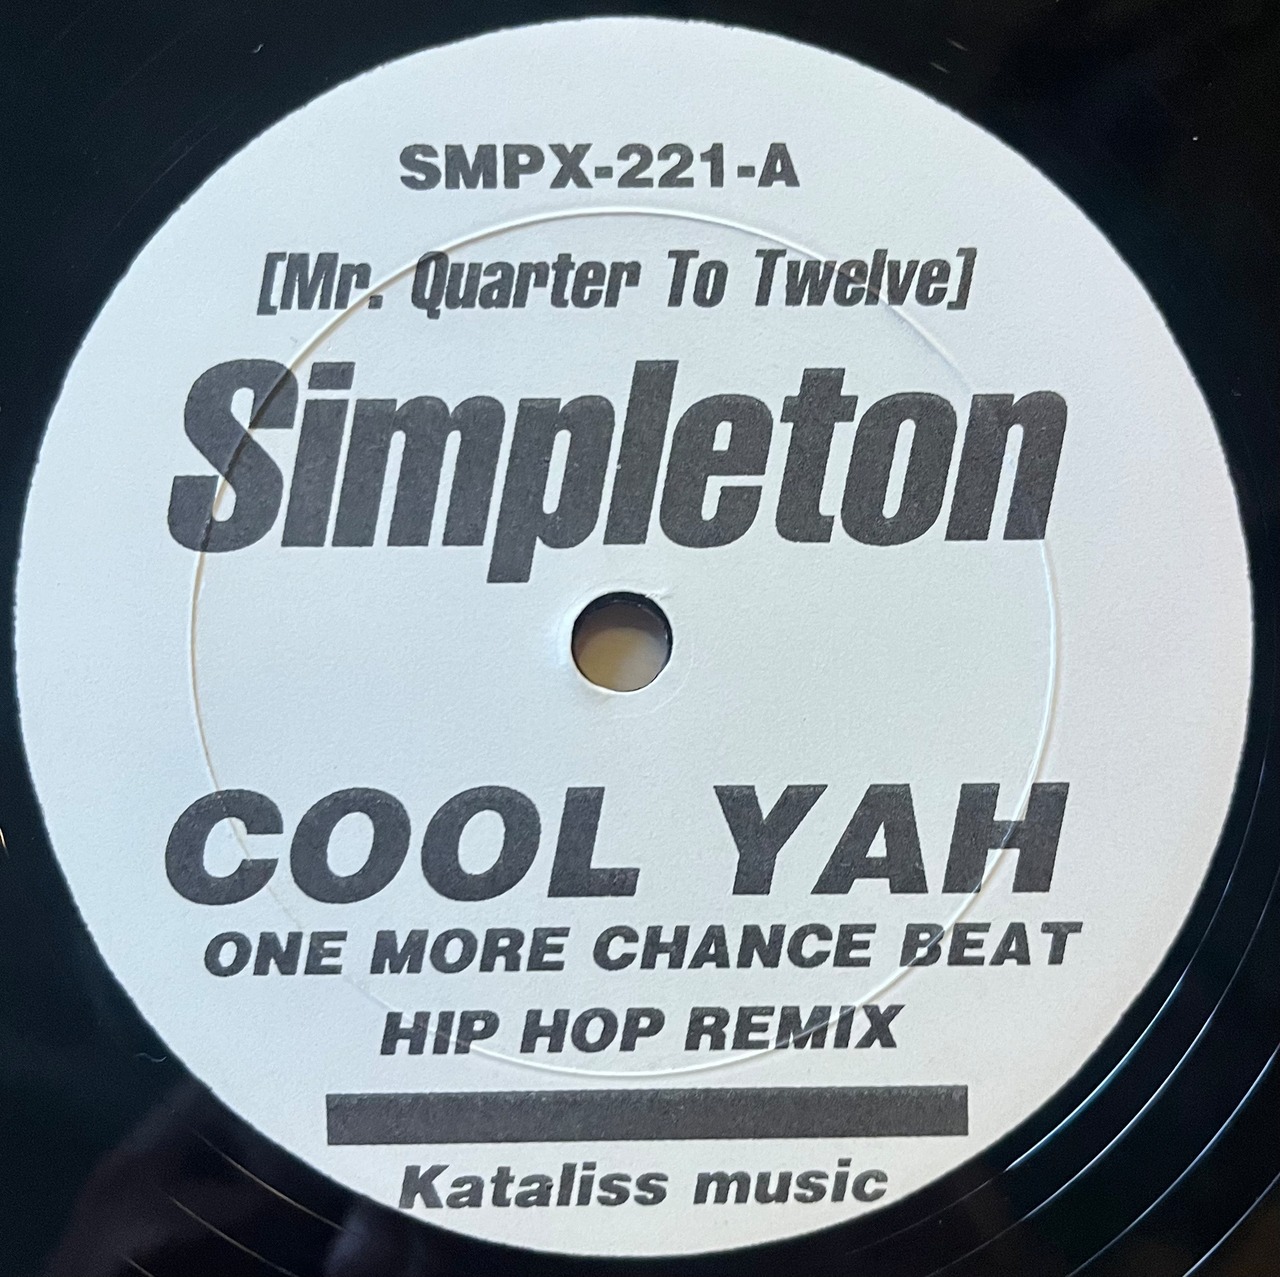 SMPX-221-A
[Mr. Quarter To Twelve]
Simpleton
COOL YAH
ONE MORE CHANCE BEAT
HIP HOP REMIX
Kataliss music